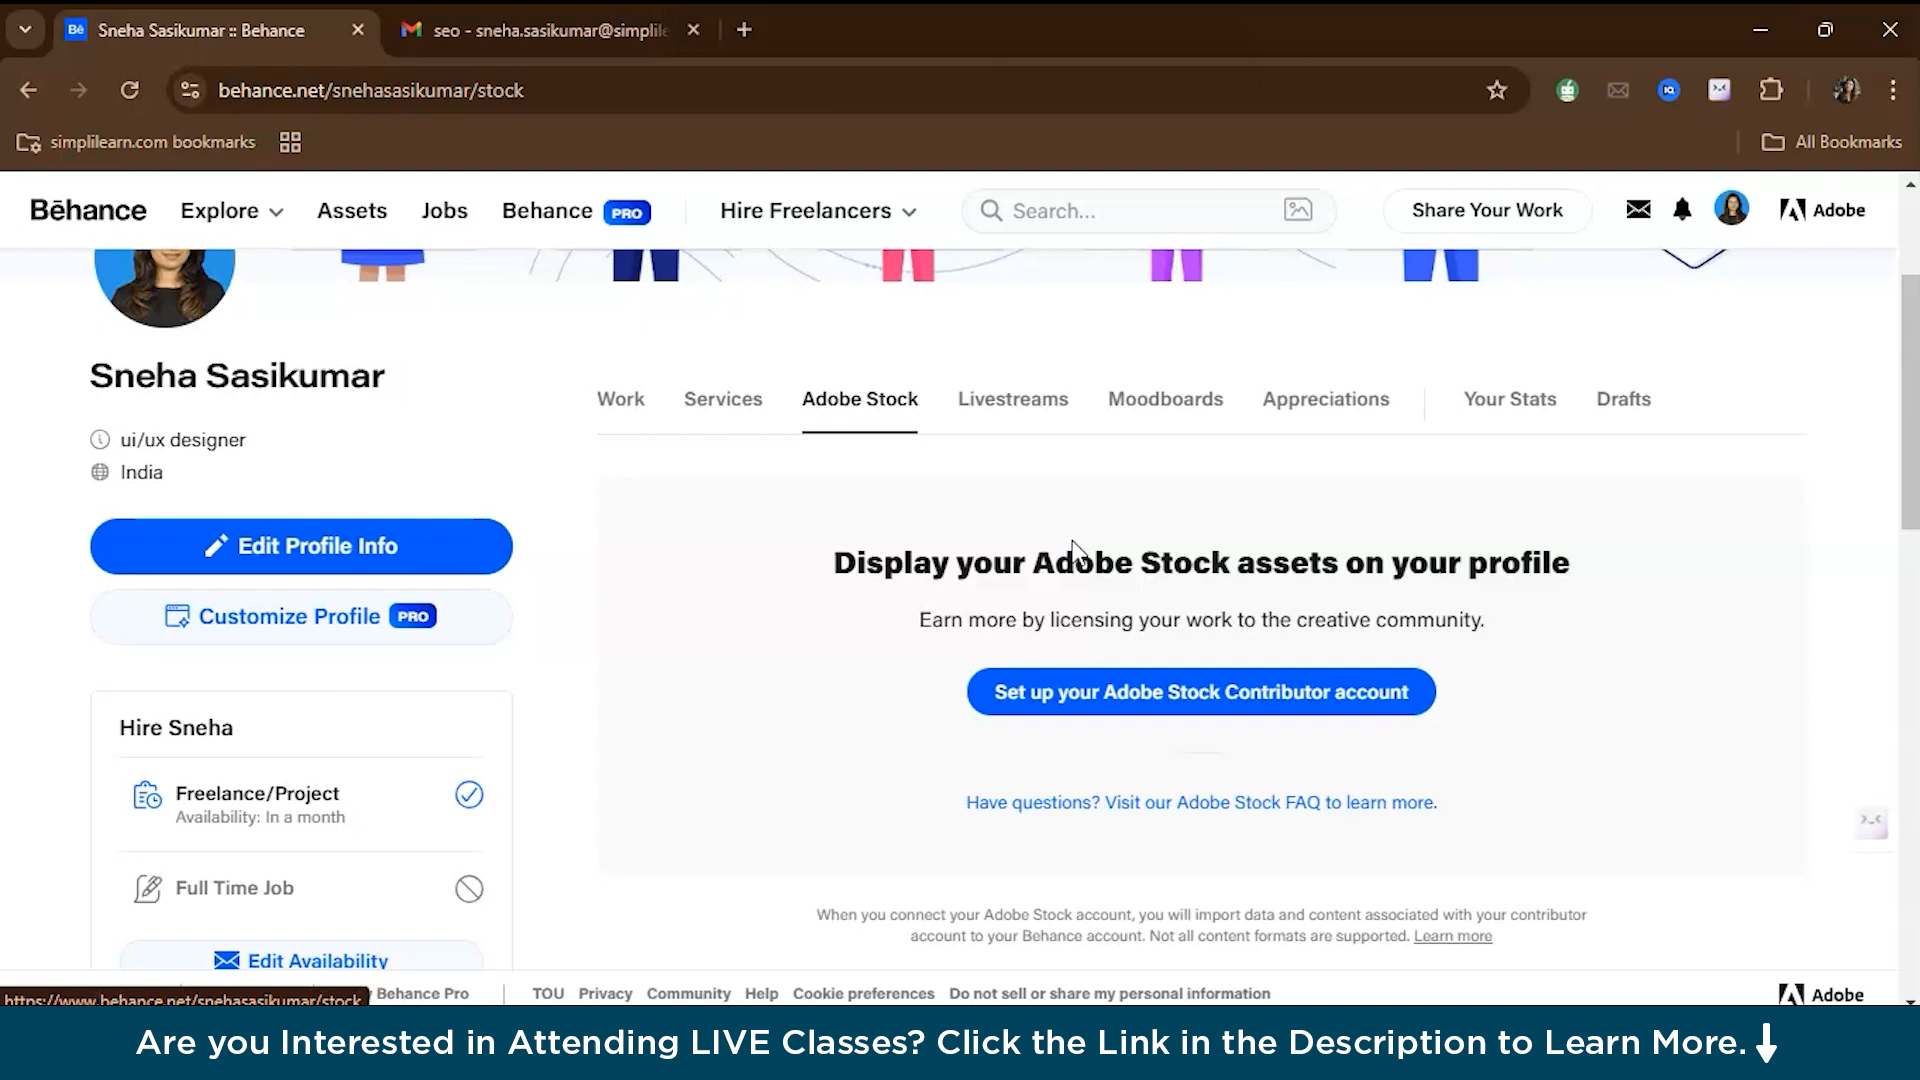 Bē
Sneha Sasikumar :: Behance
seo - sneha.sasikumar@simplile
behance.net/snehasasikumar/stock
simplilearn.com bookmarks
All Bookmarks
Bēhance
Explore
Assets
Jobs
Behance PRO
Hire Freelancers
Search...
Share Your Work
Adobe
Sneha Sasikumar
ui/ux designer
India
Edit Profile Info
Customize Profile PRO
Hire Sneha
Freelance/Project
Availability: In a month
Full Time Job
Edit Availability
Work
Services
Adobe Stock
Livestreams
Moodboards
Appreciations
Your Stats
Drafts
Display your Adobe Stock assets on your profile
Earn more by licensing your work to the creative community.
Set up your Adobe Stock Contributor account
Have questions? Visit our Adobe Stock FAQ to learn more.
When you connect your Adobe Stock account, you will import data and content associated with your contributor
account to your Behance account. Not all content formats are supported. Learn more
https://www.behance.net/snehasasikumar/stock
Behance Pro
TOU
Privacy
Community
Help
Cookie preferences
Do not sell or share my personal information
Adobe
Are you Interested in Attending LIVE Classes? Click the Link in the Description to Learn More.